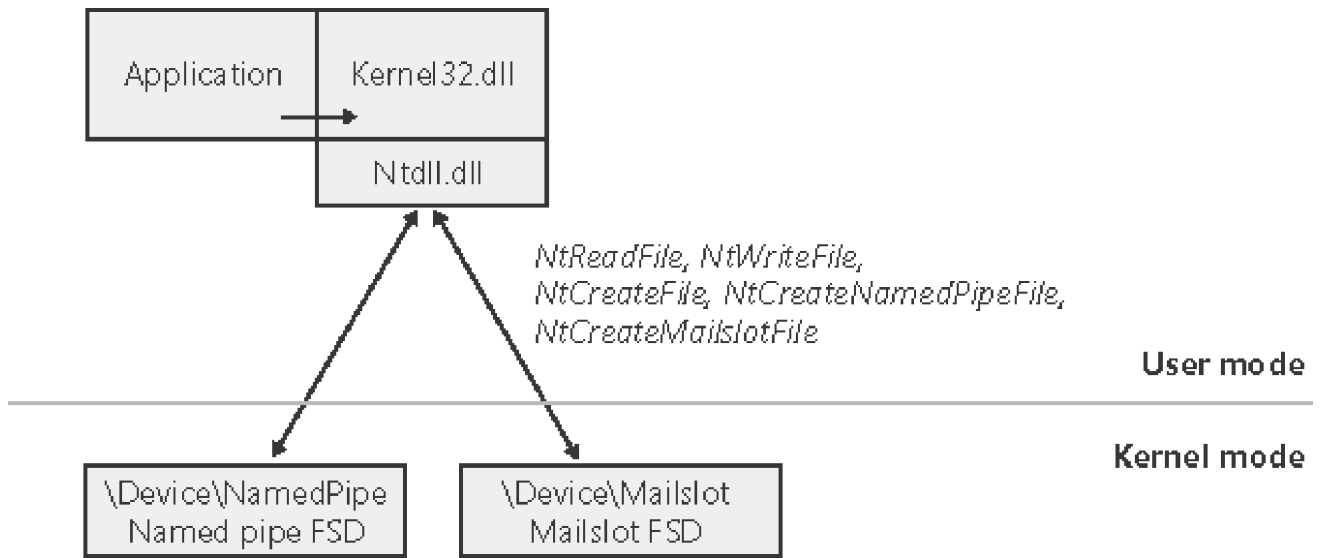 Application
Kernel32.dll
Ntdll.dll
NtReadFile, NtWriteFile,
NtCreateFile, NtCreateNamedPipeFile,
NtCreateMailslotFile
User mode
Kernel mode
\Device\NamedPipe
Named pipe FSD
\Device\Mailslot
Mailslot FSD